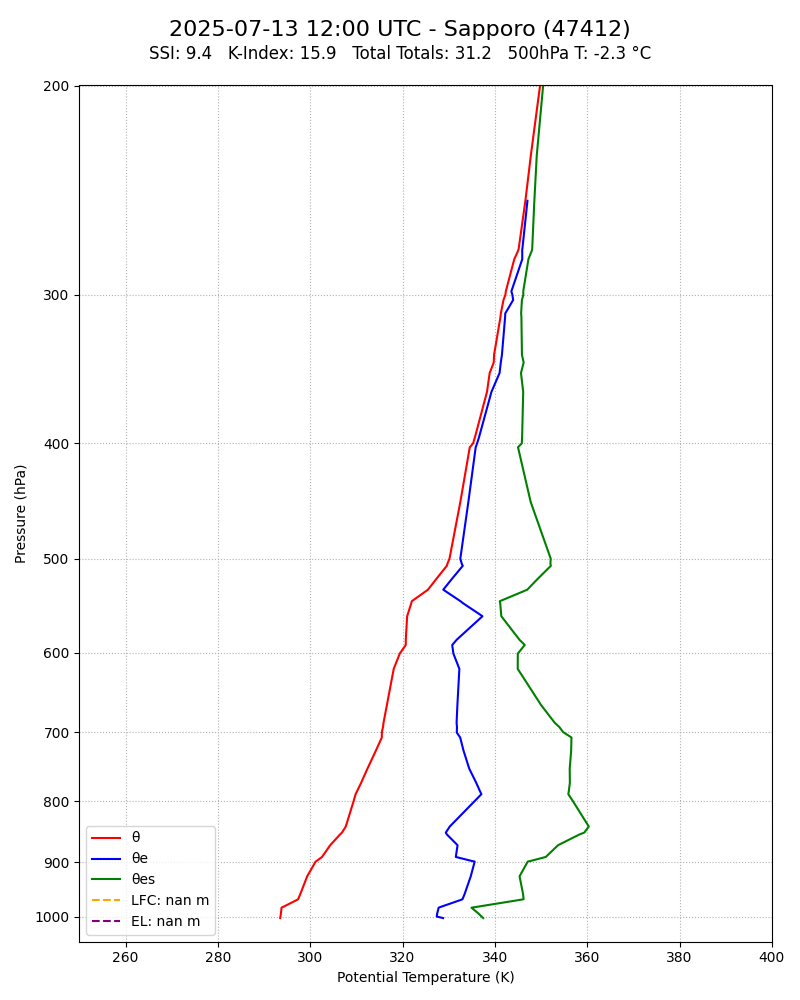 2025-07-13 12:00 UTC - Sapporo (47412)
SSI: 9.4   K-Index: 15.9   Total Totals: 31.2   500hPa T: -2.3 °C
200
300
400
500
600
700
800
900
1000
Pressure (hPa)
θ
θe
θes
LFC: nan m
EL: nan m
260 280 300 320 340 360 380 400
Potential Temperature (K)